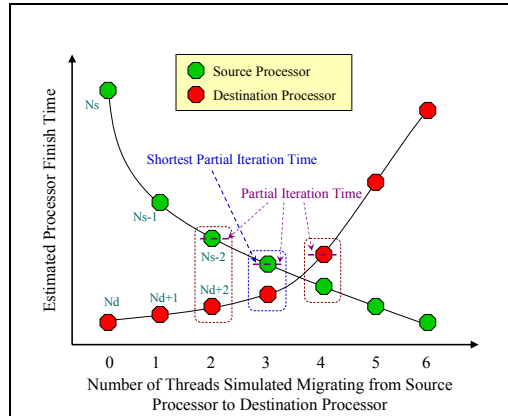 Source Processor
Destination Processor
Ns
Shortest Partial Iteration Time
Partial Iteration Time
Ns-1
Ns-2
Nd
Nd+1
Nd+2
Estimated Processor Finish Time
0 1 2 3 4 5 6
Number of Threads Simulated Migrating from Source
Processor to Destination Processor